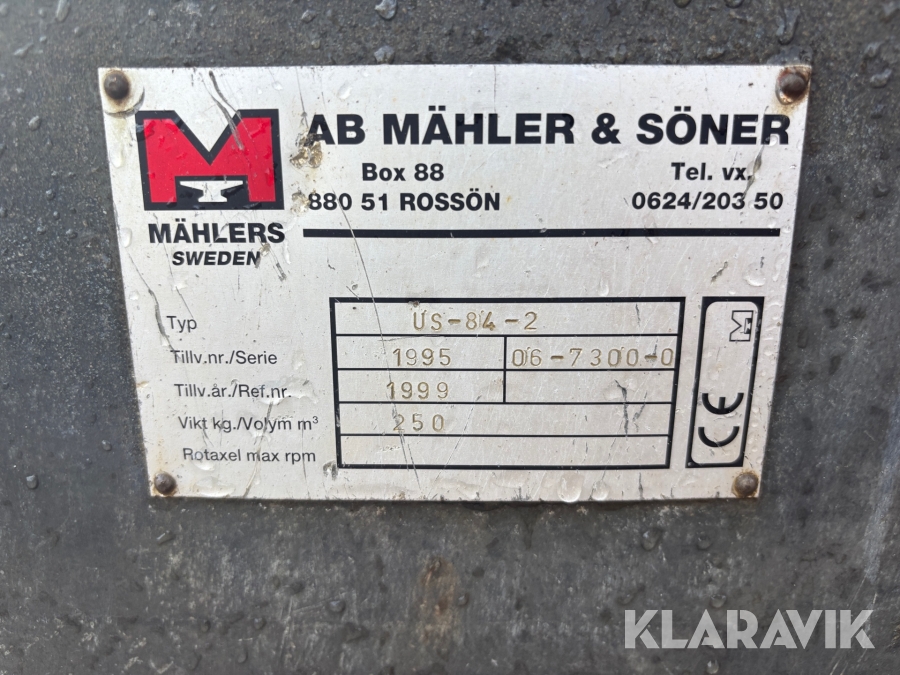 AB MÄHLER & SÖNER
Box 88 Tel. vx.
880 51 ROSSÖN 0624/203 50
MÄHLERS
SWEDEN
Typ US-84-2
Tillv.nr./Serie 1995 06-7300-0
Tillv.år./Ref.nr. 1999
Vikt kg./Volym m³ 250
Rotaxel max rpm
M
CE
KLARAVIK